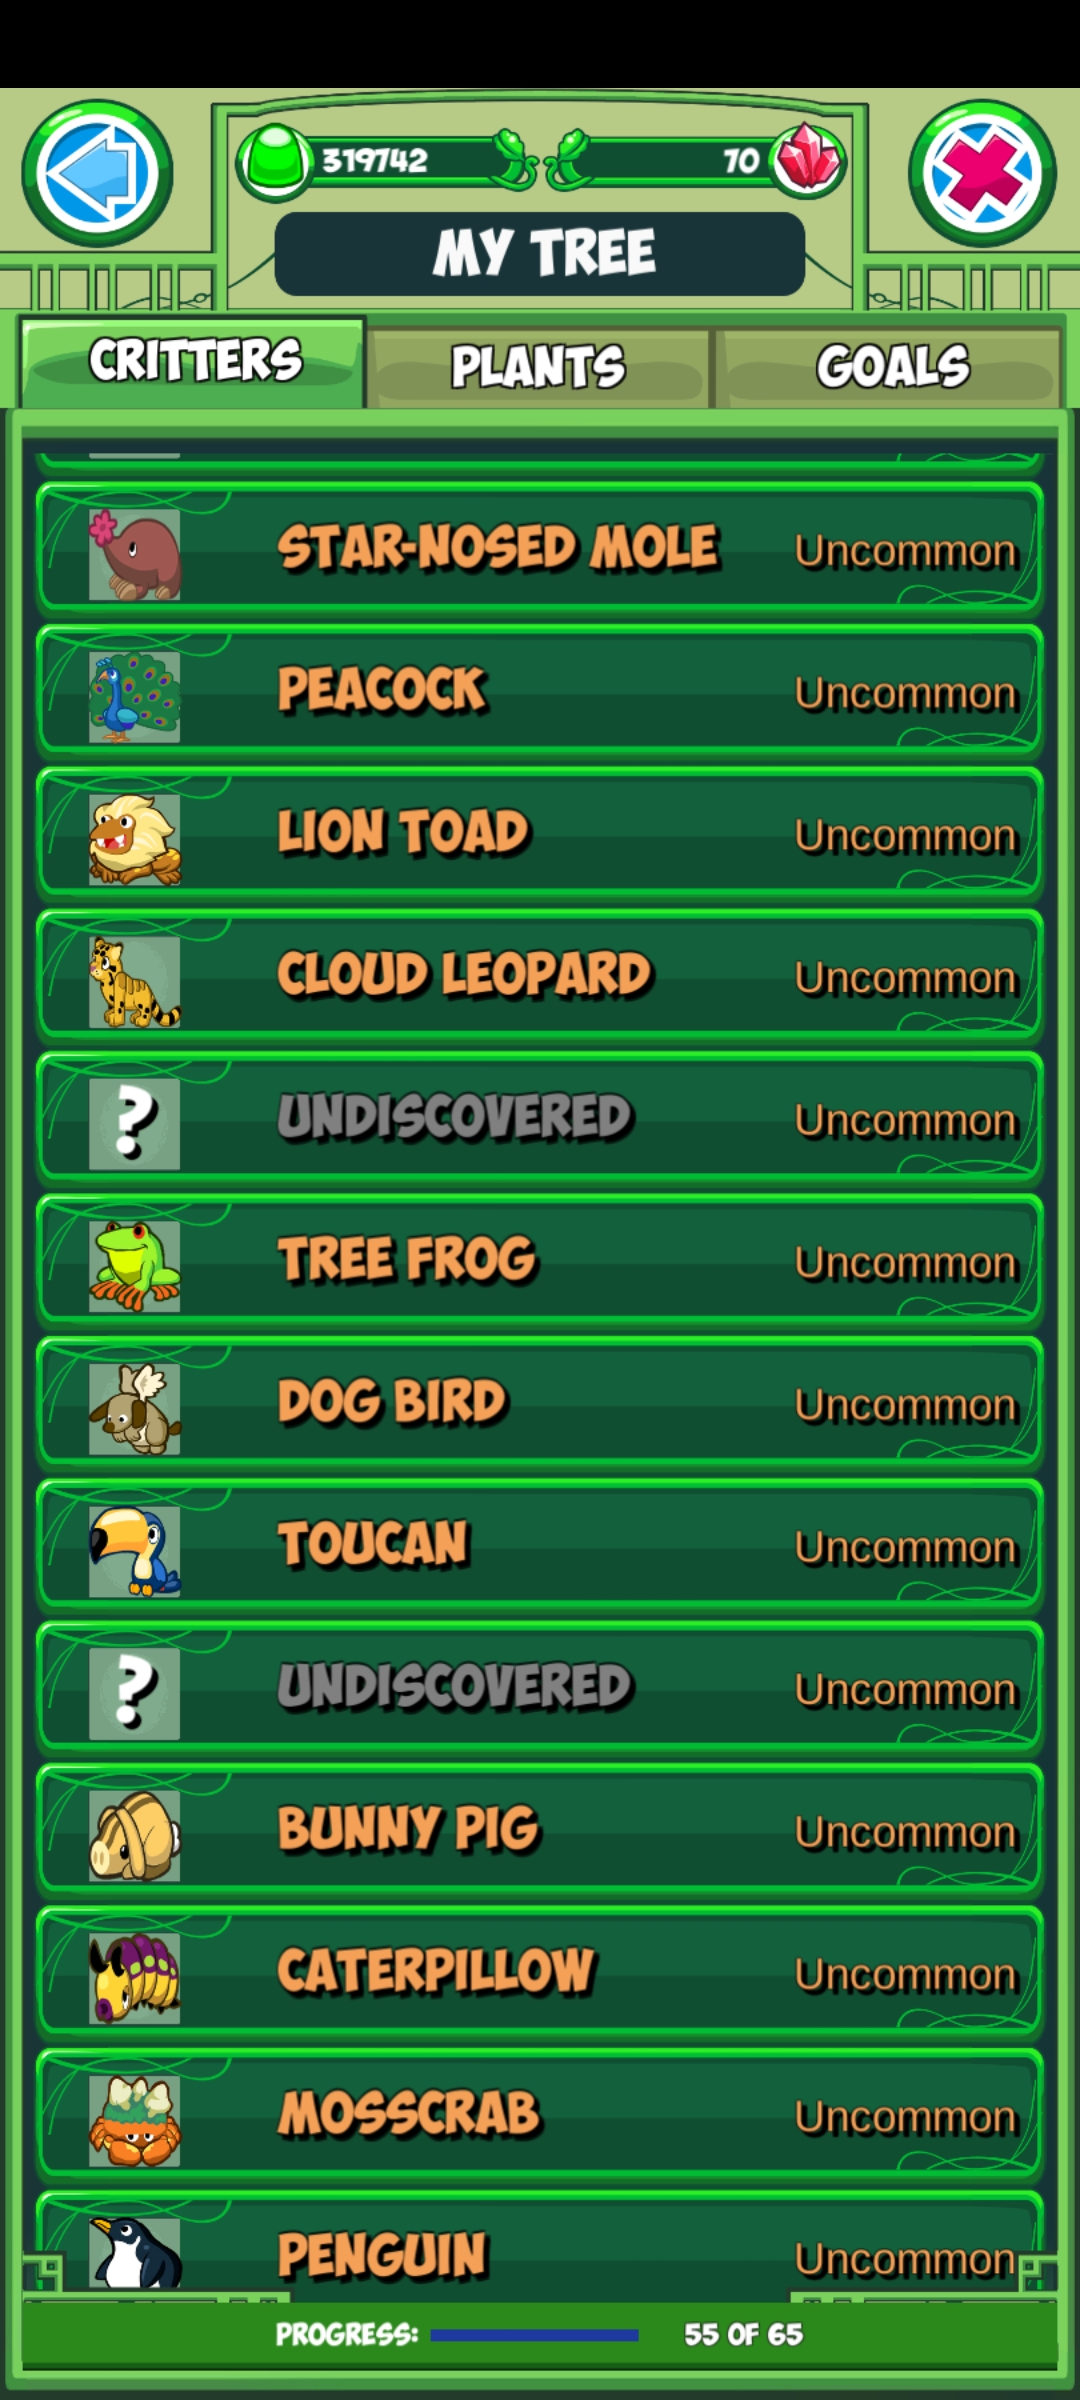 319742
70
MY TREE
CRITTERS
PLANTS
GOALS
STAR-NOSED MOLE
Uncommon
PEACOCK
Uncommon
LION TOAD
Uncommon
CLOUD LEOPARD
Uncommon
?
UNDISCOVERED
Uncommon
TREE FROG
Uncommon
DOG BIRD
Uncommon
TOUCAN
Uncommon
?
UNDISCOVERED
Uncommon
BUNNY PIG
Uncommon
CATERPILLOW
Uncommon
MOSSCRAB
Uncommon
PENGUIN
Uncommon
PROGRESS:
55 OF 65